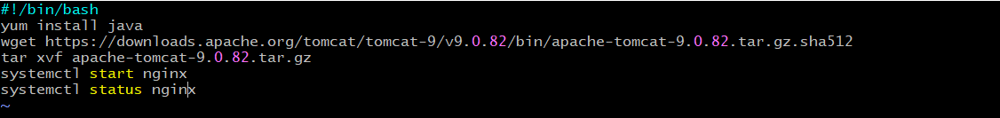 #!/bin/bash
yum install java
wget https://downloads.apache.org/tomcat/tomcat-9/v9.0.82/bin/apache-tomcat-9.0.82.tar.gz.sha512
tar xvf apache-tomcat-9.0.82.tar.gz
systemctl start nginx
systemctl status nginx
~